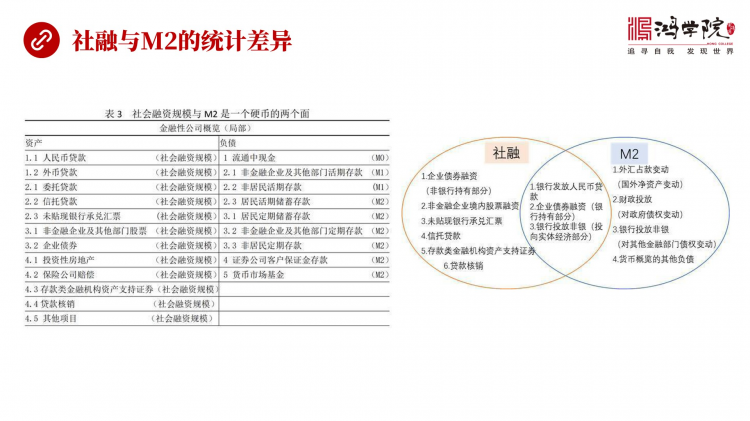 社融与M2的统计差异
鸿学院
HONG COLLEGE
追寻自我 发现世界
表 3 社会融资规模与 M2 是一个硬币的两个面
金融性公司概览（局部）
资产 负债
1.1 人民币贷款 （社会融资规模） 1 流通中现金 （M0）
1.2 外币贷款 （社会融资规模） 2.1 非金融企业及其他部门活期存款 （M1）
2.1 委托贷款 （社会融资规模） 2.2 非居民活期存款 （M1）
2.2 信托贷款 （社会融资规模） 2.3 居民活期储蓄存款 （M2）
2.3 未贴现银行承兑汇票 （社会融资规模） 3.1 居民定期储蓄存款 （M2）
3.1 非金融企业及其他部门股票 （社会融资规模） 3.2 非金融企业及其他部门定期存款 （M2）
3.2 企业债券 （社会融资规模） 3.3 非居民定期存款 （M2）
4.1 投资性房地产 （社会融资规模） 4 证券公司客户保证金存款 （M2）
4.2 保险公司赔偿 （社会融资规模） 5 货币市场基金 （M2）
4.3 存款类金融机构资产支持证券（社会融资规模）
4.4 贷款核销 （社会融资规模）
4.5 其他项目 （社会融资规模）
社融
1.企业债券融资
（非银行持有部分）
2.非金融企业境内股票融资
3.未贴现银行承兑汇票
4.信托贷款
5.存款类金融机构资产支持证券
6.贷款核销
1.银行发放人民币贷
款
2.企业债券融资（银
行持有部分）
3.银行投放非银（投
向实体经济部分）
M2
1.外汇占款变动
（国外净资产变动）
2.财政投放
（对政府债权变动）
3.银行投放非银
（对其他金融部门债权变动）
4.货币概览的其他负债